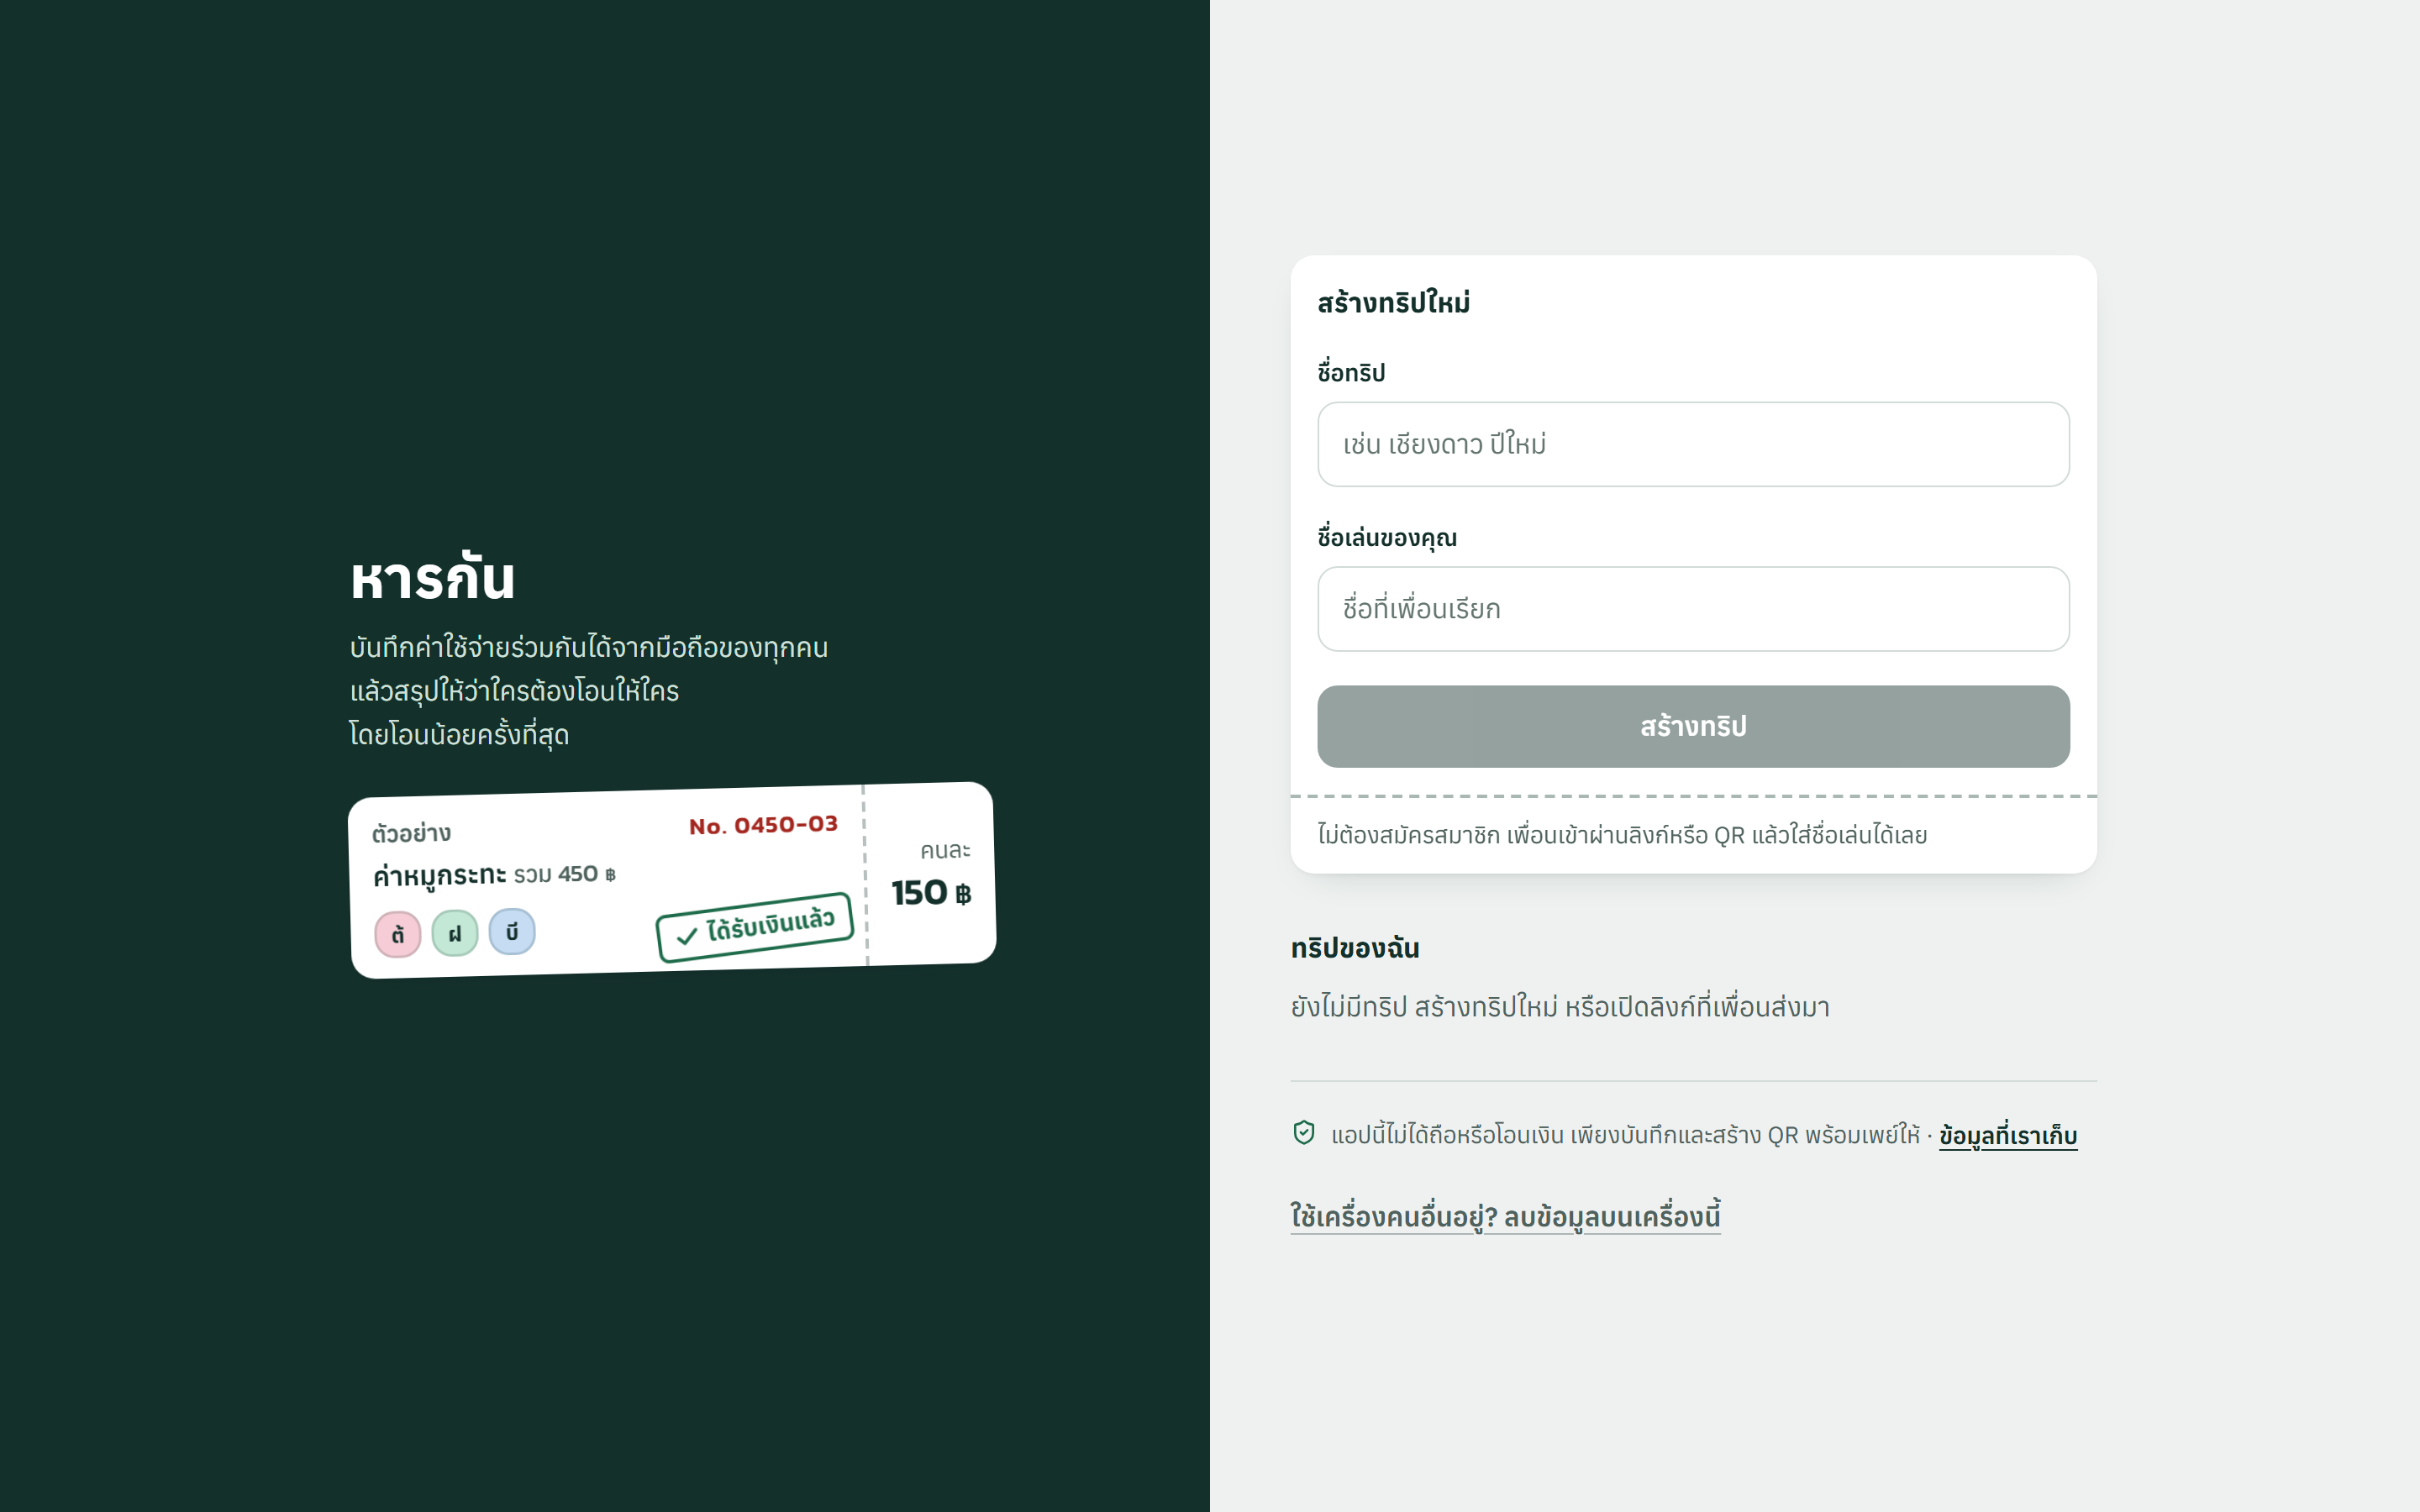 หารกัน
บันทึกค่าใช้จ่ายร่วมกันได้จากมือถือของทุกคน
แล้วสรุปให้ว่าใครต้องโอนให้ใคร
โดยโอนน้อยครั้งที่สุด
ตัวอย่าง
No. 0450-03
ค่าหมูกระทะ รวม 450 ฿
ต้
ฝ
บี
ได้รับเงินแล้ว
คนละ
150 ฿
สร้างทริปใหม่
ชื่อทริป
เช่น เชียงดาว ปีใหม่
ชื่อเล่นของคุณ
ชื่อที่เพื่อนเรียก
สร้างทริป
ไม่ต้องสมัครสมาชิก เพื่อนเข้าผ่านลิงก์หรือ QR แล้วใส่ชื่อเล่นได้เลย
ทริปของฉัน
ยังไม่มีทริป สร้างทริปใหม่ หรือเปิดลิงก์ที่เพื่อนส่งมา
แอปนี้ไม่ได้ถือหรือโอนเงิน เพียงบันทึกและสร้าง QR พร้อมเพย์ให้ · ข้อมูลที่เราเก็บ
ใช้เครื่องคนอื่นอยู่? ลบข้อมูลบนเครื่องนี้